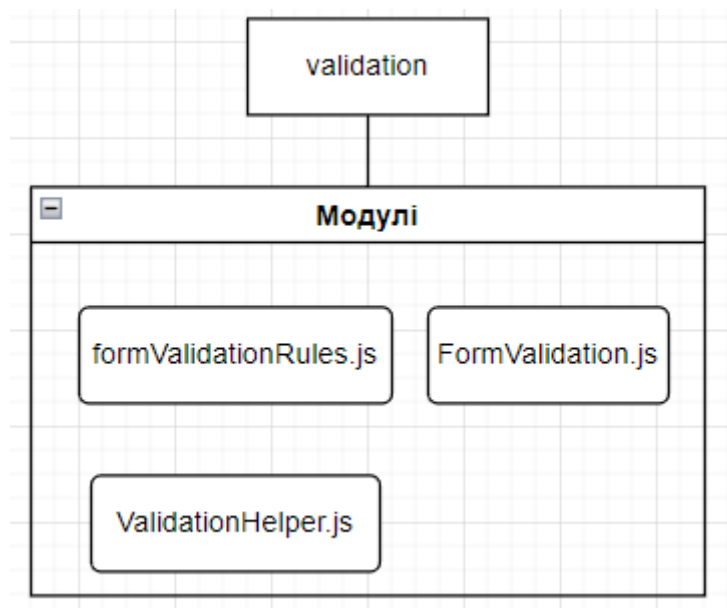 validation
Модулі
formValidationRules.js
FormValidation.js
ValidationHelper.js